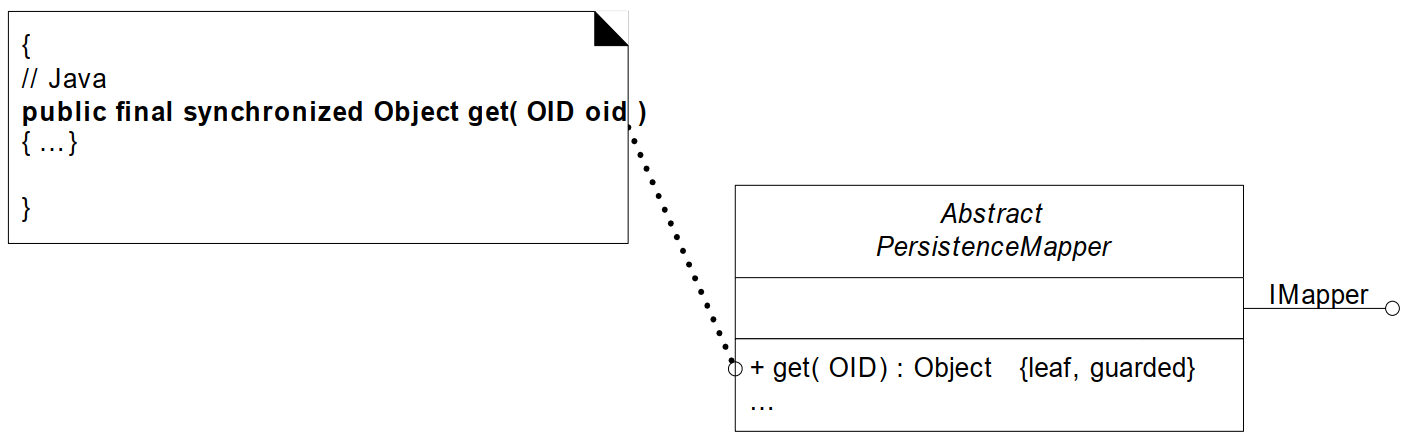 {
// Java
public final synchronized Object get( OID oid )
{ ...}
}
Abstract
PersistenceMapper
IMapper
+ get( OID) : Object {leaf, guarded}
...